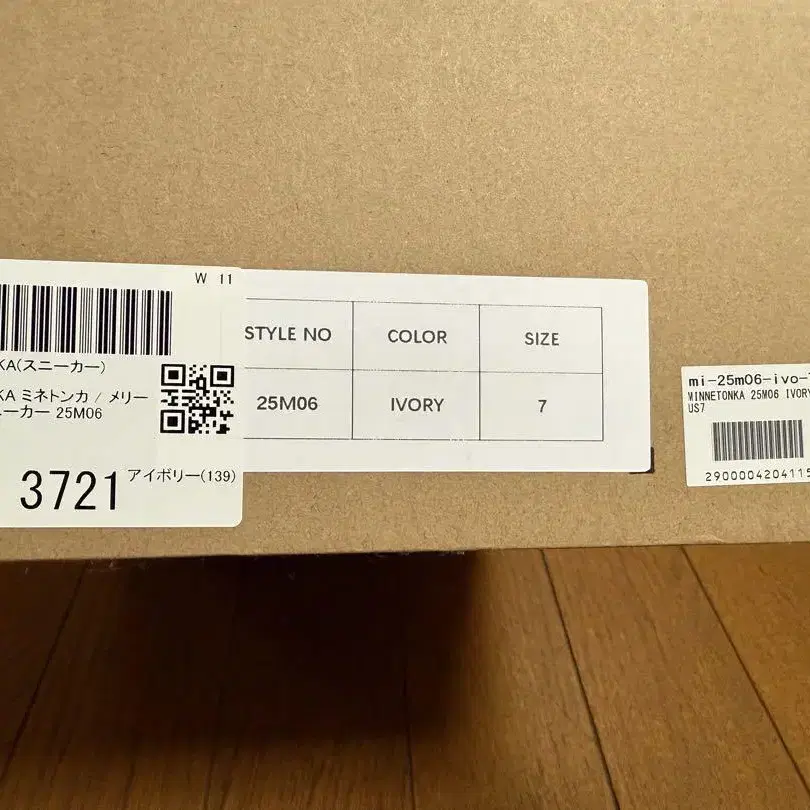 W 11
KA(スニーカー)
KA ミネトンカ / メリー
ーカー 25M06
3721
アイボリー(139)
STYLE NO COLOR SIZE
25M06 IVORY 7
mi-25m06-ivo-7
MINNETONKA 25M06 IVORY
US7
2900004204115